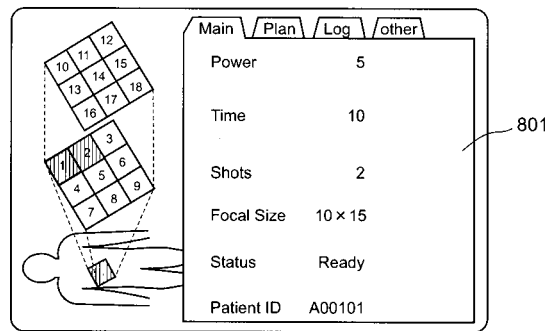 Main Plan Log other
Power 5
Time 10
Shots 2
Focal Size 10×15
Status Ready
Patient ID A00101
10 11 12
13 14 15
16 17 18
1 2 3
4 5 6
7 8 9
801